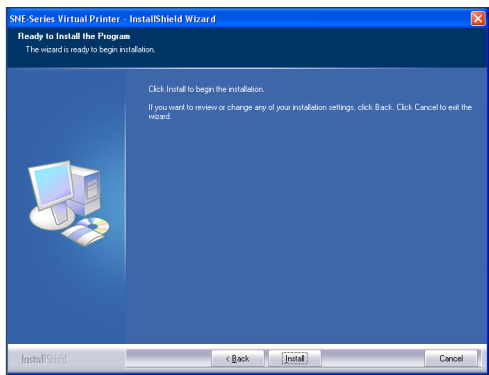 SNE-Series Virtual Printer - InstallShield Wizard
Ready to Install the Program
The wizard is ready to begin installation.
Click Install to begin the installation.
If you want to review or change any of your installation settings, click Back. Click Cancel to exit the
wizard.
InstallShield
< Back
Install
Cancel